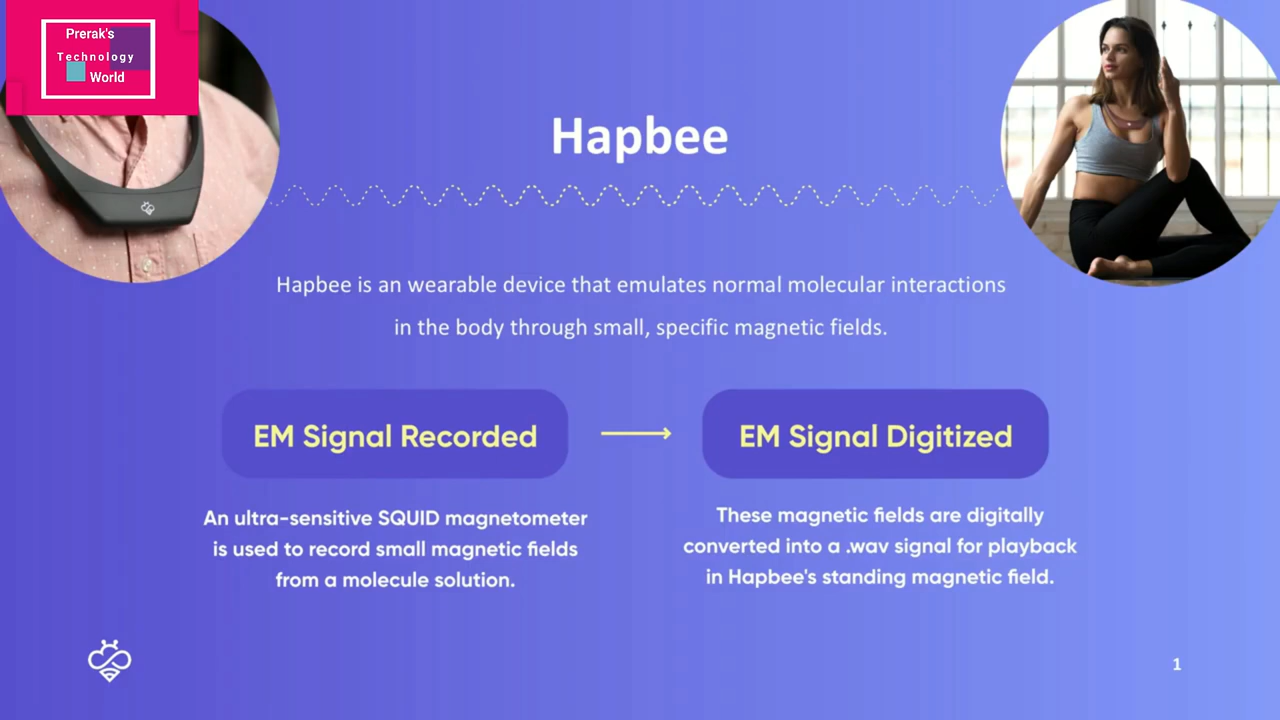 Prerak's
Technology
World
Hapbee
Hapbee is an wearable device that emulates normal molecular interactions
in the body through small, specific magnetic fields.
EM Signal Recorded
EM Signal Digitized
An ultra-sensitive SQUID magnetometer
is used to record small magnetic fields
from a molecule solution.
These magnetic fields are digitally
converted into a .wav signal for playback
in Hapbee's standing magnetic field.
1